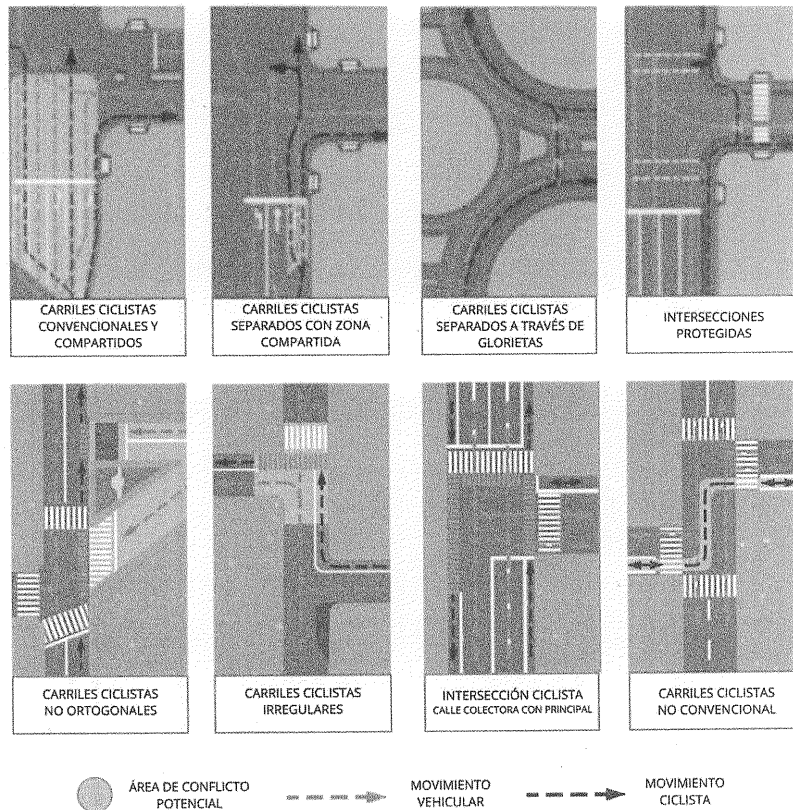 CARRILES CICLISTAS
CONVENCIONALES Y
COMPARTIDOS
CARRILES CICLISTAS
SEPARADOS CON ZONA
COMPARTIDA
CARRILES CICLISTAS
SEPARADOS A TRAVÉS DE
GLORIETAS
INTERSECCIONES
PROTEGIDAS
CARRILES CICLISTAS
NO ORTOGONALES
CARRILES CICLISTAS
IRREGULARES
INTERSECCIÓN CICLISTA
CALLE COLECTORA CON PRINCIPAL
CARRILES CICLISTAS
NO CONVENCIONAL
ÁREA DE CONFLICTO
POTENCIAL
MOVIMIENTO
VEHICULAR
MOVIMIENTO
CICLISTA